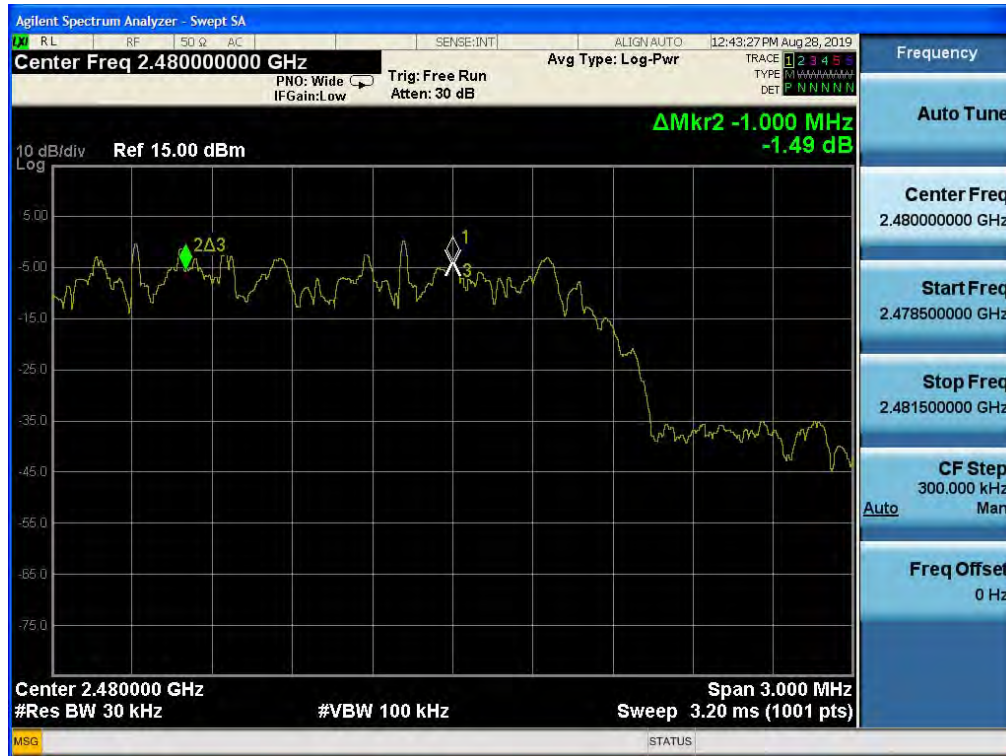 Agilent Spectrum Analyzer - Swept SA
LXI RL RF 50 Ω AC SENSE:INT ALIGN AUTO 12:43:27 PM Aug 28, 2019
Center Freq 2.480000000 GHz
PNO: Wide
IFGain:Low
Trig: Free Run
Atten: 30 dB
Avg Type: Log-Pwr
TRACE 1 2 3 4 5 6
TYPE M
DET P N N N N N
ΔMkr2 -1.000 MHz
-1.49 dB
10 dB/div Ref 15.00 dBm
Log
5.00
-5.00
-15.0
-25.0
-35.0
-45.0
-55.0
-65.0
-75.0
2Δ3
1
3
Center 2.480000 GHz Span 3.000 MHz
#Res BW 30 kHz #VBW 100 kHz Sweep 3.20 ms (1001 pts)
MSG STATUS
Frequency
Auto Tune
Center Freq
2.480000000 GHz
Start Freq
2.478500000 GHz
Stop Freq
2.481500000 GHz
CF Step
300.000 kHz
Auto Man
Freq Offset
0 Hz